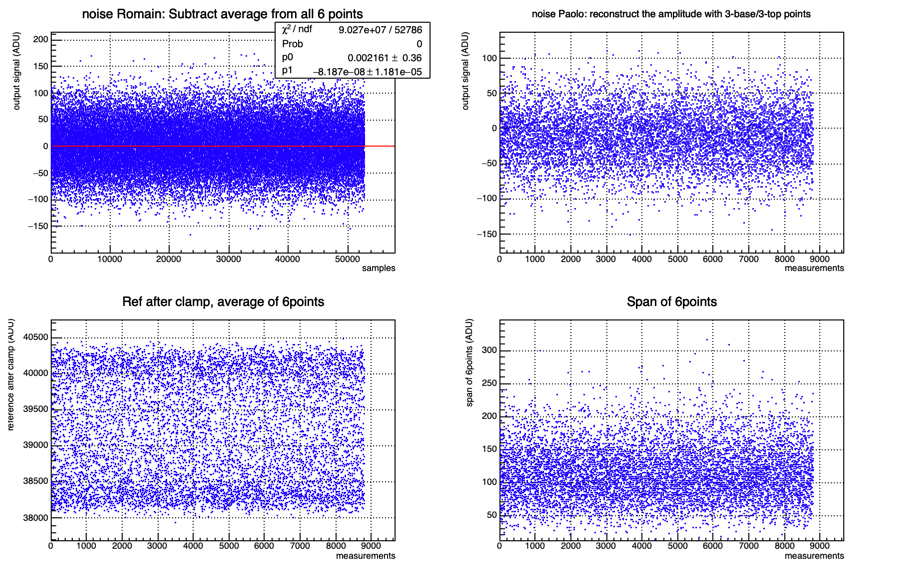 noise Romain: Subtract average from all 6 points
χ² / ndf 9.027e+07 / 52786
Prob 0
p0 0.002161 ± 0.36
p1 −8.187e−08 ± 1.181e−05
output signal (ADU)
200
150
100
50
0
−50
−100
−150
0 10000 20000 30000 40000 50000
samples
noise Paolo: reconstruct the amplitude with 3-base/3-top points
output signal (ADU)
100
50
0
−50
−100
−150
0 1000 2000 3000 4000 5000 6000 7000 8000 9000
measurements
Ref after clamp, average of 6points
reference after clamp (ADU)
40500
40000
39500
39000
38500
38000
0 1000 2000 3000 4000 5000 6000 7000 8000 9000
measurements
Span of 6points
span of 6points (ADU)
300
250
200
150
100
50
0 1000 2000 3000 4000 5000 6000 7000 8000 9000
measurements